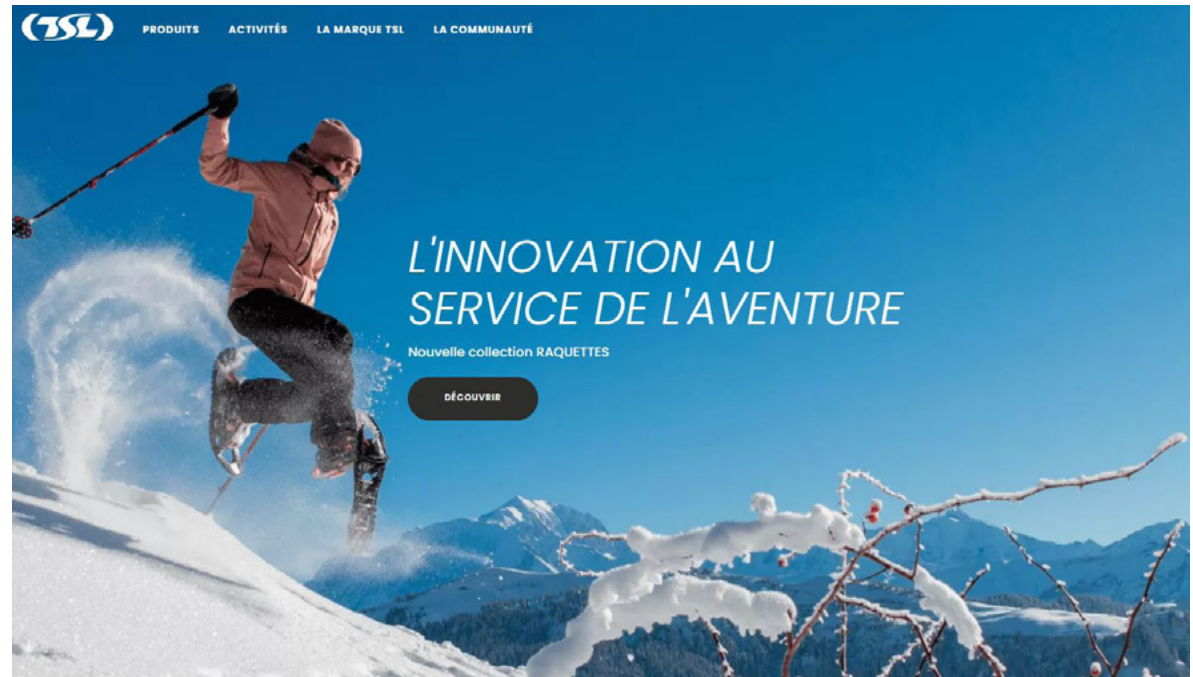 (TSL)
PRODUITS ACTIVITÉS LA MARQUE TSL LA COMMUNAUTÉ
L'INNOVATION AU
SERVICE DE L'AVENTURE
Nouvelle collection RAQUETTES
DÉCOUVRIR